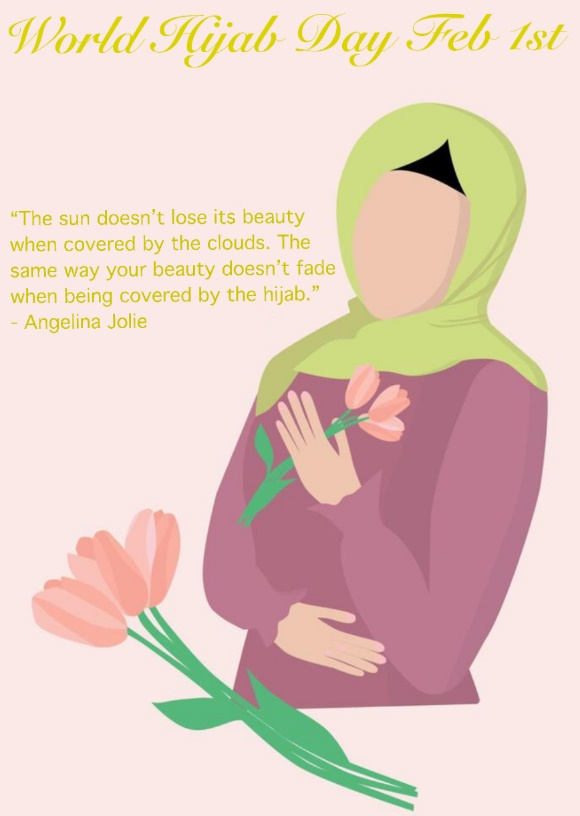 World Hijab Day Feb 1st
“The sun doesn’t lose its beauty
when covered by the clouds. The
same way your beauty doesn’t fade
when being covered by the hijab.”
- Angelina Jolie